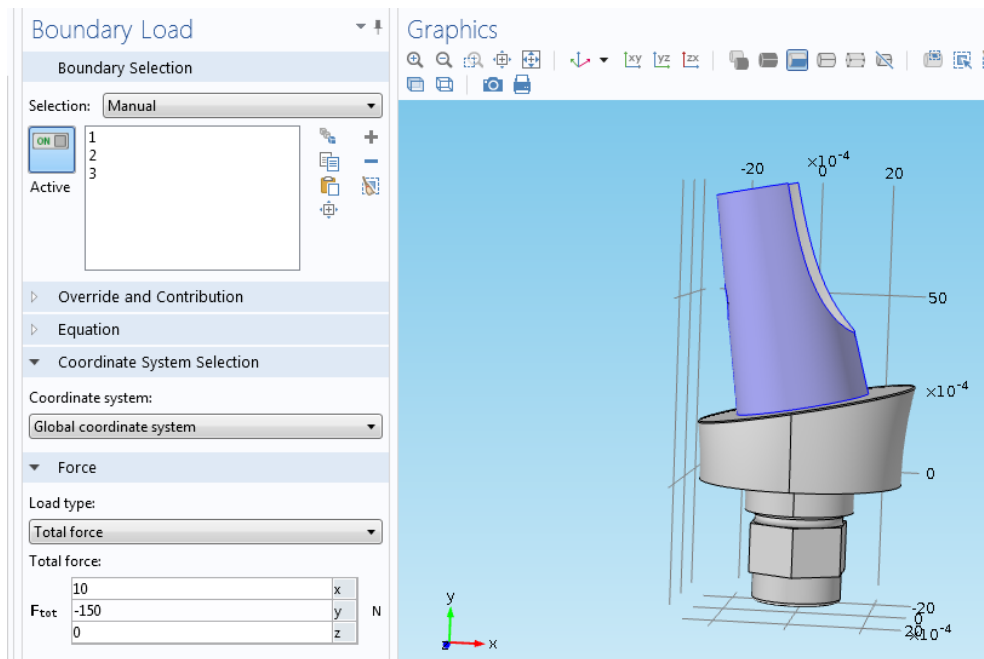 Boundary Load
Boundary Selection
Selection: Manual
ON
Active
1
2
3
Override and Contribution
Equation
Coordinate System Selection
Coordinate system:
Global coordinate system
Force
Load type:
Total force
Total force:
Ftot
10 x
-150 y
0 z
N
Graphics
xy yz zx
-20 0 20
×10-4
50
×10-4
0
-20
0
20
×10-4
y
z x